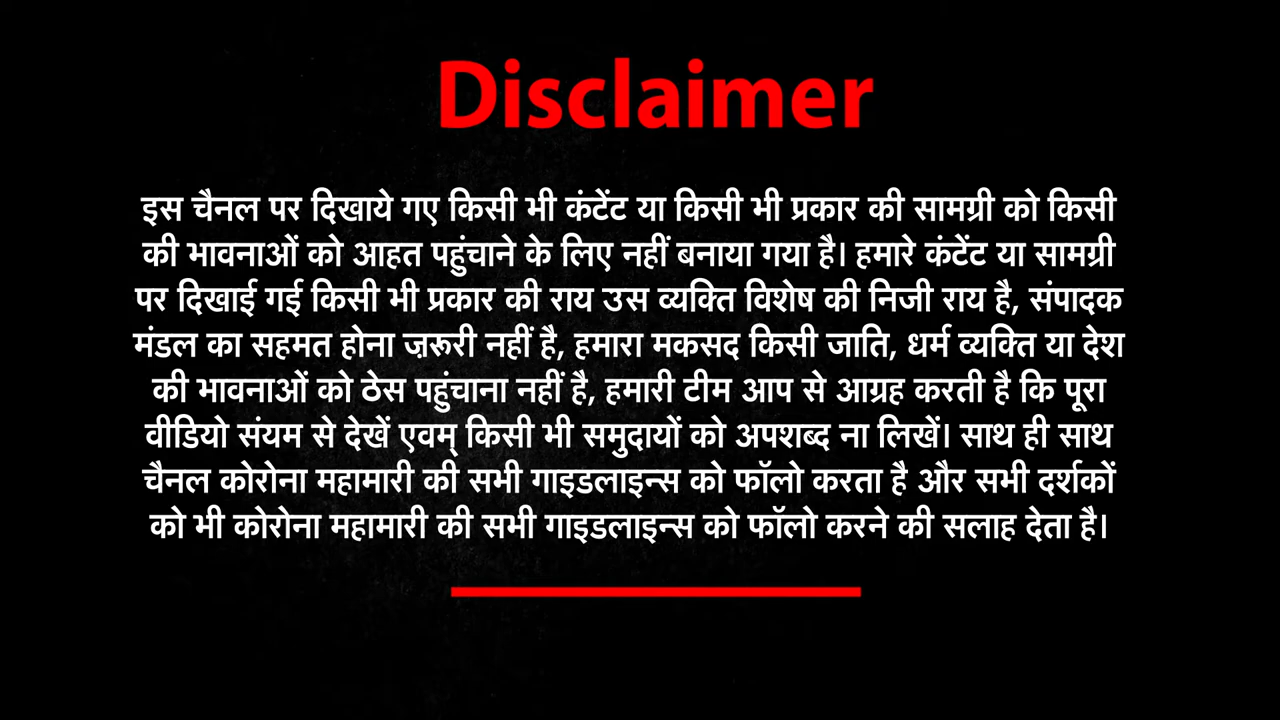 Disclaimer
इस चैनल पर दिखाये गए किसी भी कंटेंट या किसी भी प्रकार की सामग्री को किसी
की भावनाओं को आहत पहुंचाने के लिए नहीं बनाया गया है। हमारे कंटेंट या सामग्री
पर दिखाई गई किसी भी प्रकार की राय उस व्यक्ति विशेष की निजी राय है, संपादक
मंडल का सहमत होना ज़रूरी नहीं है, हमारा मकसद किसी जाति, धर्म व्यक्ति या देश
की भावनाओं को ठेस पहुंचाना नहीं है, हमारी टीम आप से आग्रह करती है कि पूरा
वीडियो संयम से देखें एवम् किसी भी समुदायों को अपशब्द ना लिखें। साथ ही साथ
चैनल कोरोना महामारी की सभी गाइडलाइन्स को फॉलो करता है और सभी दर्शकों
को भी कोरोना महामारी की सभी गाइडलाइन्स को फॉलो करने की सलाह देता है।